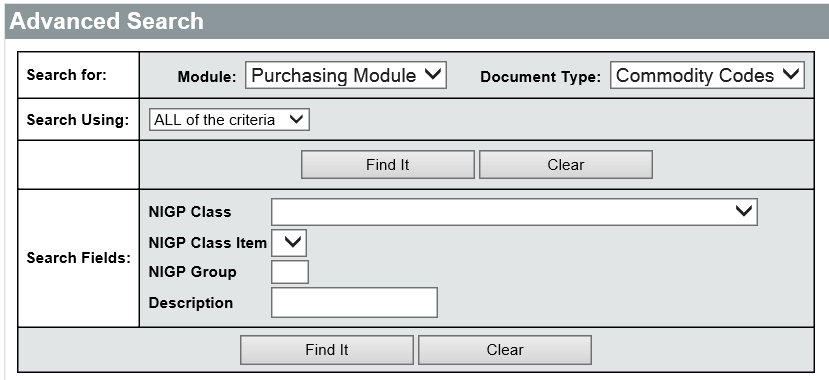 Advanced Search
Search for: Module: Purchasing Module Document Type: Commodity Codes
Search Using: ALL of the criteria
Find It Clear
NIGP Class
NIGP Class Item
Search Fields:
NIGP Group
Description
Find It Clear